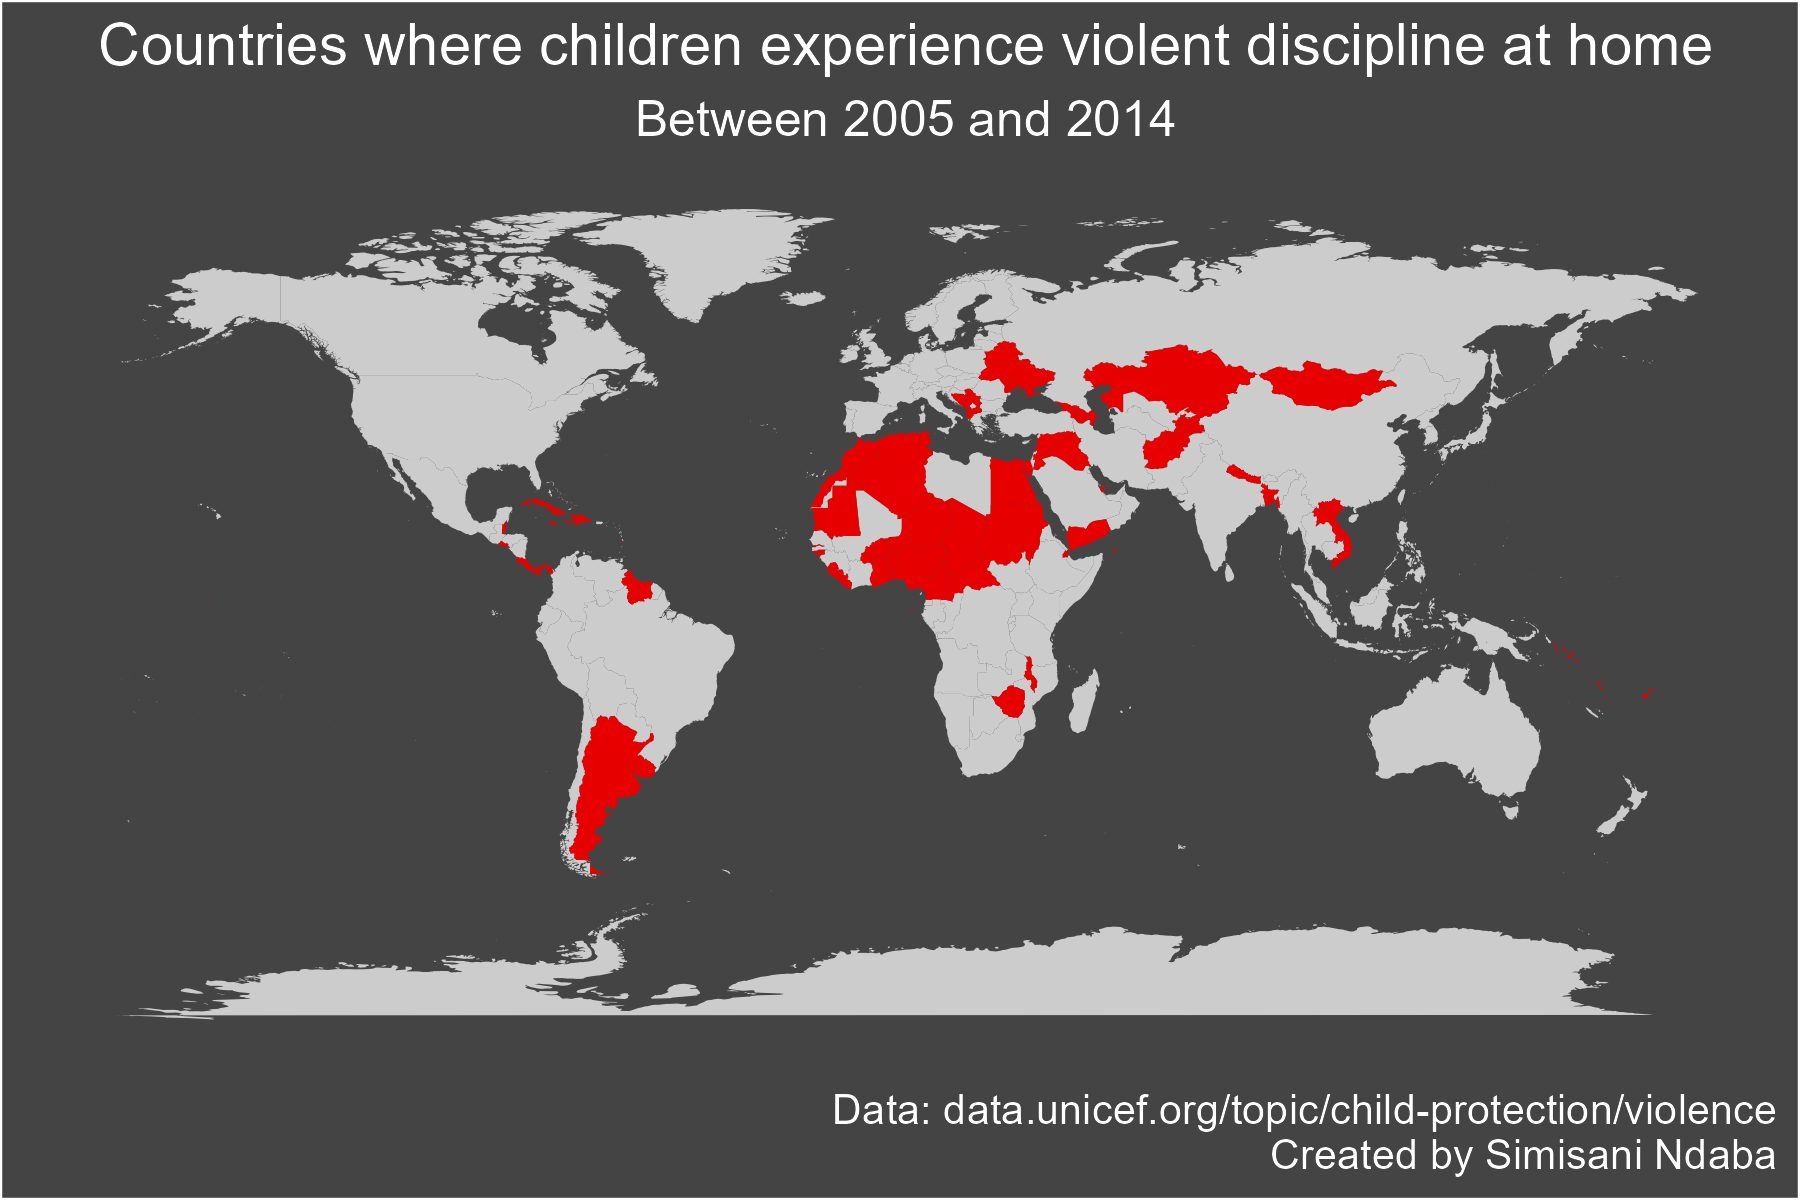 Countries where children experience violent discipline at home
Between 2005 and 2014
Data: data.unicef.org/topic/child-protection/violence
Created by Simisani Ndaba